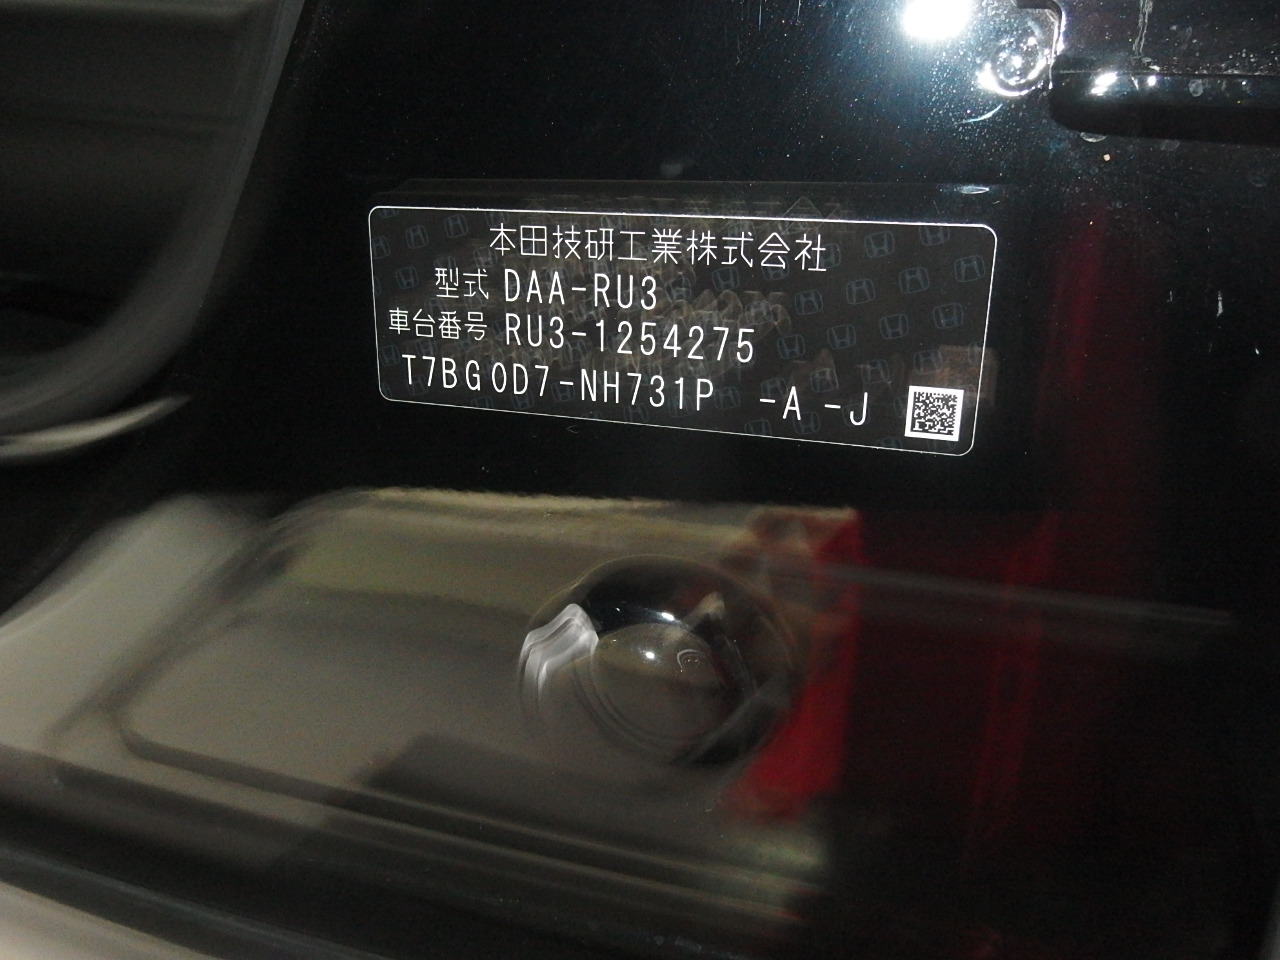 本田技研工業株式会社
型式 DAA-RU3
車台番号 RU3-1254275
T7BG0D7-NH731P -A -J